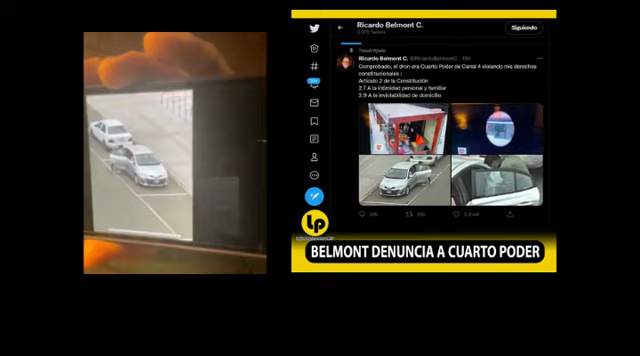 Ricardo Belmont C.
Siguiendo
Ricardo Belmont C.
Comprobado, el dron era Cuarto Poder de Canal 4 violando mis derechos
constitucionales :
Artículo 2 de la Constitución
2.7 A la intimidad personal y familiar
2.9 A la inviolabilidad de domicilio
Lp
BELMONT DENUNCIA A CUARTO PODER